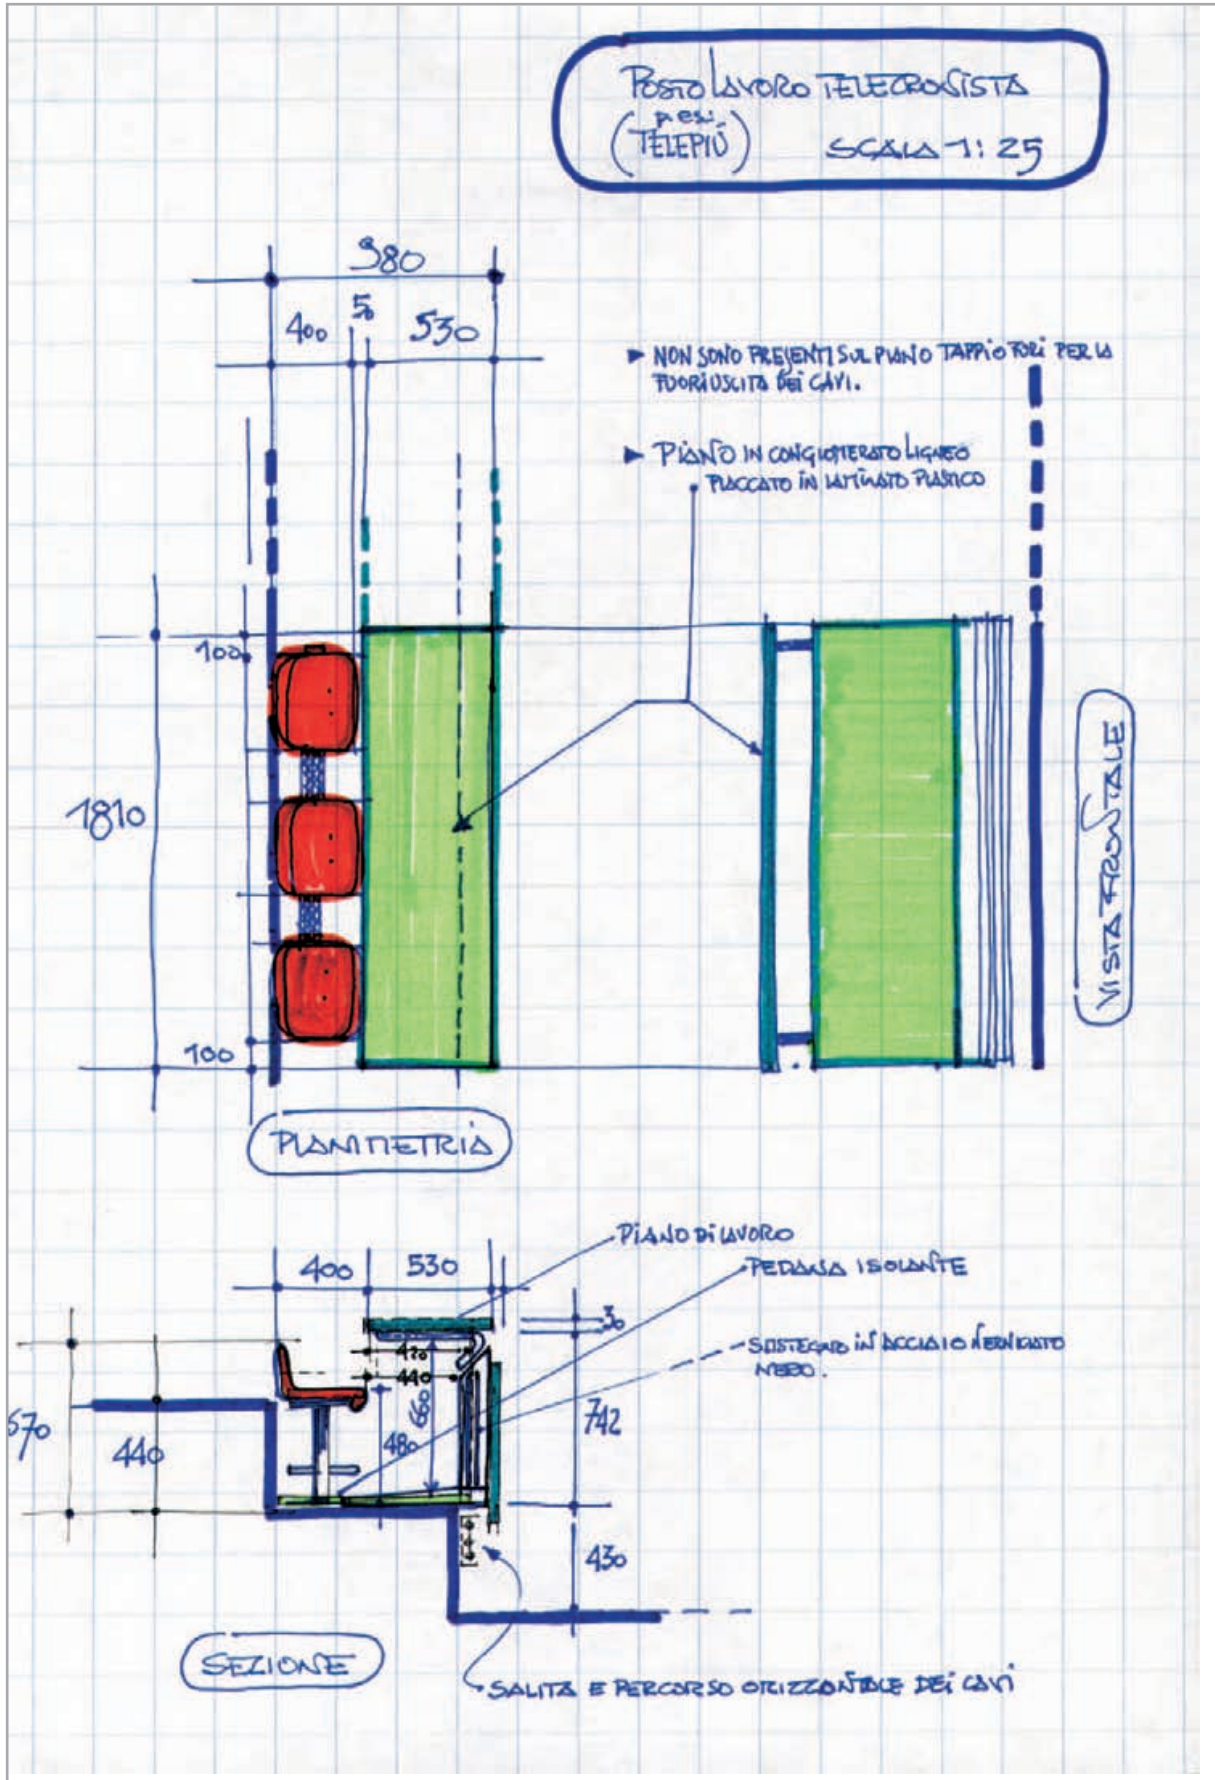 POSTO LAVORO TELECRONISTA
(p. es.: TELEPIÙ) SCALA 1:25
980
400 50 530
► NON SONO PRESENTI SUL PIANO TAPPI O FORI PER LA
FUORIUSCITA DEI CAVI.
► PIANO IN CONGLOMERATO LIGNEO
PLACCATO IN LAMINATO PLASTICO
100
1810
VISTA FRONTALE
100
PLANIMETRIA
PIANO DI LAVORO
400 530
PEDANA ISOLANTE
30
SOSTEGNO IN ACCIAIO VERNICIATO
NERO.
420
440
660
742
670
440
480
430
SEZIONE
SALITA E PERCORSO ORIZZONTALE DEI CAVI